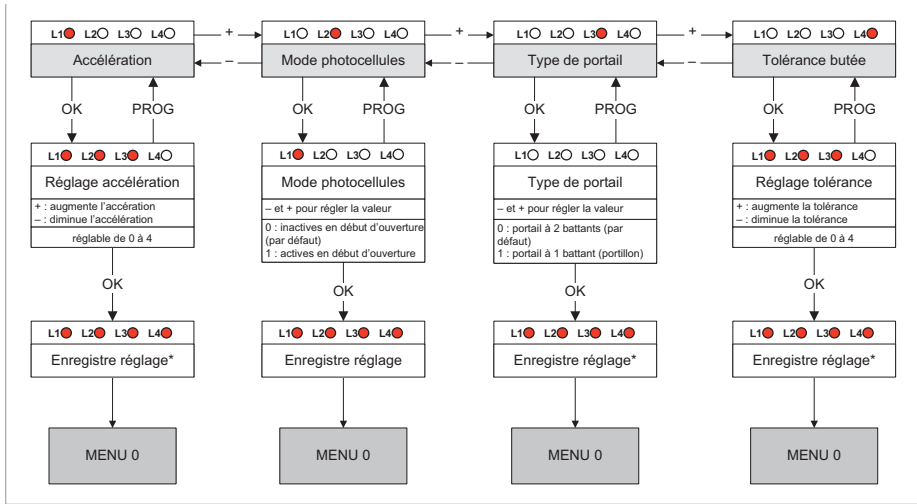 L1 L2 L3 L4
Accélération
+
–
L1 L2 L3 L4
Mode photocellules
+
–
L1 L2 L3 L4
Type de portail
+
–
L1 L2 L3 L4
Tolérance butée
OK PROG
OK PROG
OK PROG
OK PROG
L1 L2 L3 L4
Réglage accélération
+ : augmente l'accération
– : diminue l'accélération
réglable de 0 à 4
L1 L2 L3 L4
Mode photocellules
– et + pour régler la valeur
0 : inactives en début d'ouverture
(par défaut)
1 : actives en début d'ouverture
L1 L2 L3 L4
Type de portail
– et + pour régler la valeur
0 : portail à 2 battants (par
défaut)
1 : portail à 1 battant (portillon)
L1 L2 L3 L4
Réglage tolérance
+ : augmente la tolérance
– : diminue la tolérance
réglable de 0 à 4
OK
OK
OK
OK
L1 L2 L3 L4
Enregistre réglage*
L1 L2 L3 L4
Enregistre réglage
L1 L2 L3 L4
Enregistre réglage*
L1 L2 L3 L4
Enregistre réglage*
MENU 0
MENU 0
MENU 0
MENU 0